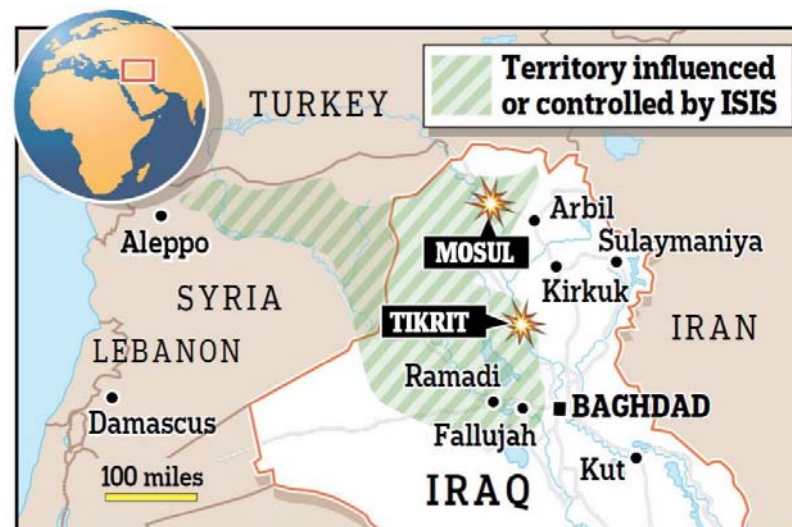 Territory influenced
or controlled by ISIS
TURKEY
Arbil
Aleppo
MOSUL
Sulaymaniya
Kirkuk
SYRIA
TIKRIT
IRAN
LEBANON
Ramadi
Damascus
BAGHDAD
Fallujah
Kut
100 miles
IRAQ